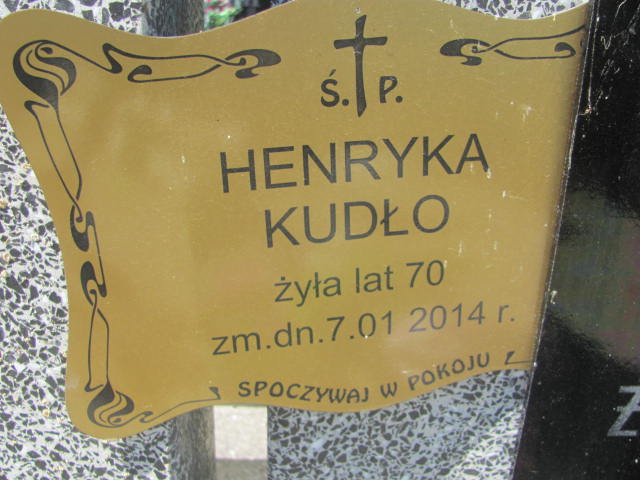 Ś. P.
HENRYKA
KUDŁO
żyła lat 70
zm.dn.7.01 2014 r.
SPOCZYWAJ W POKOJU
Ż